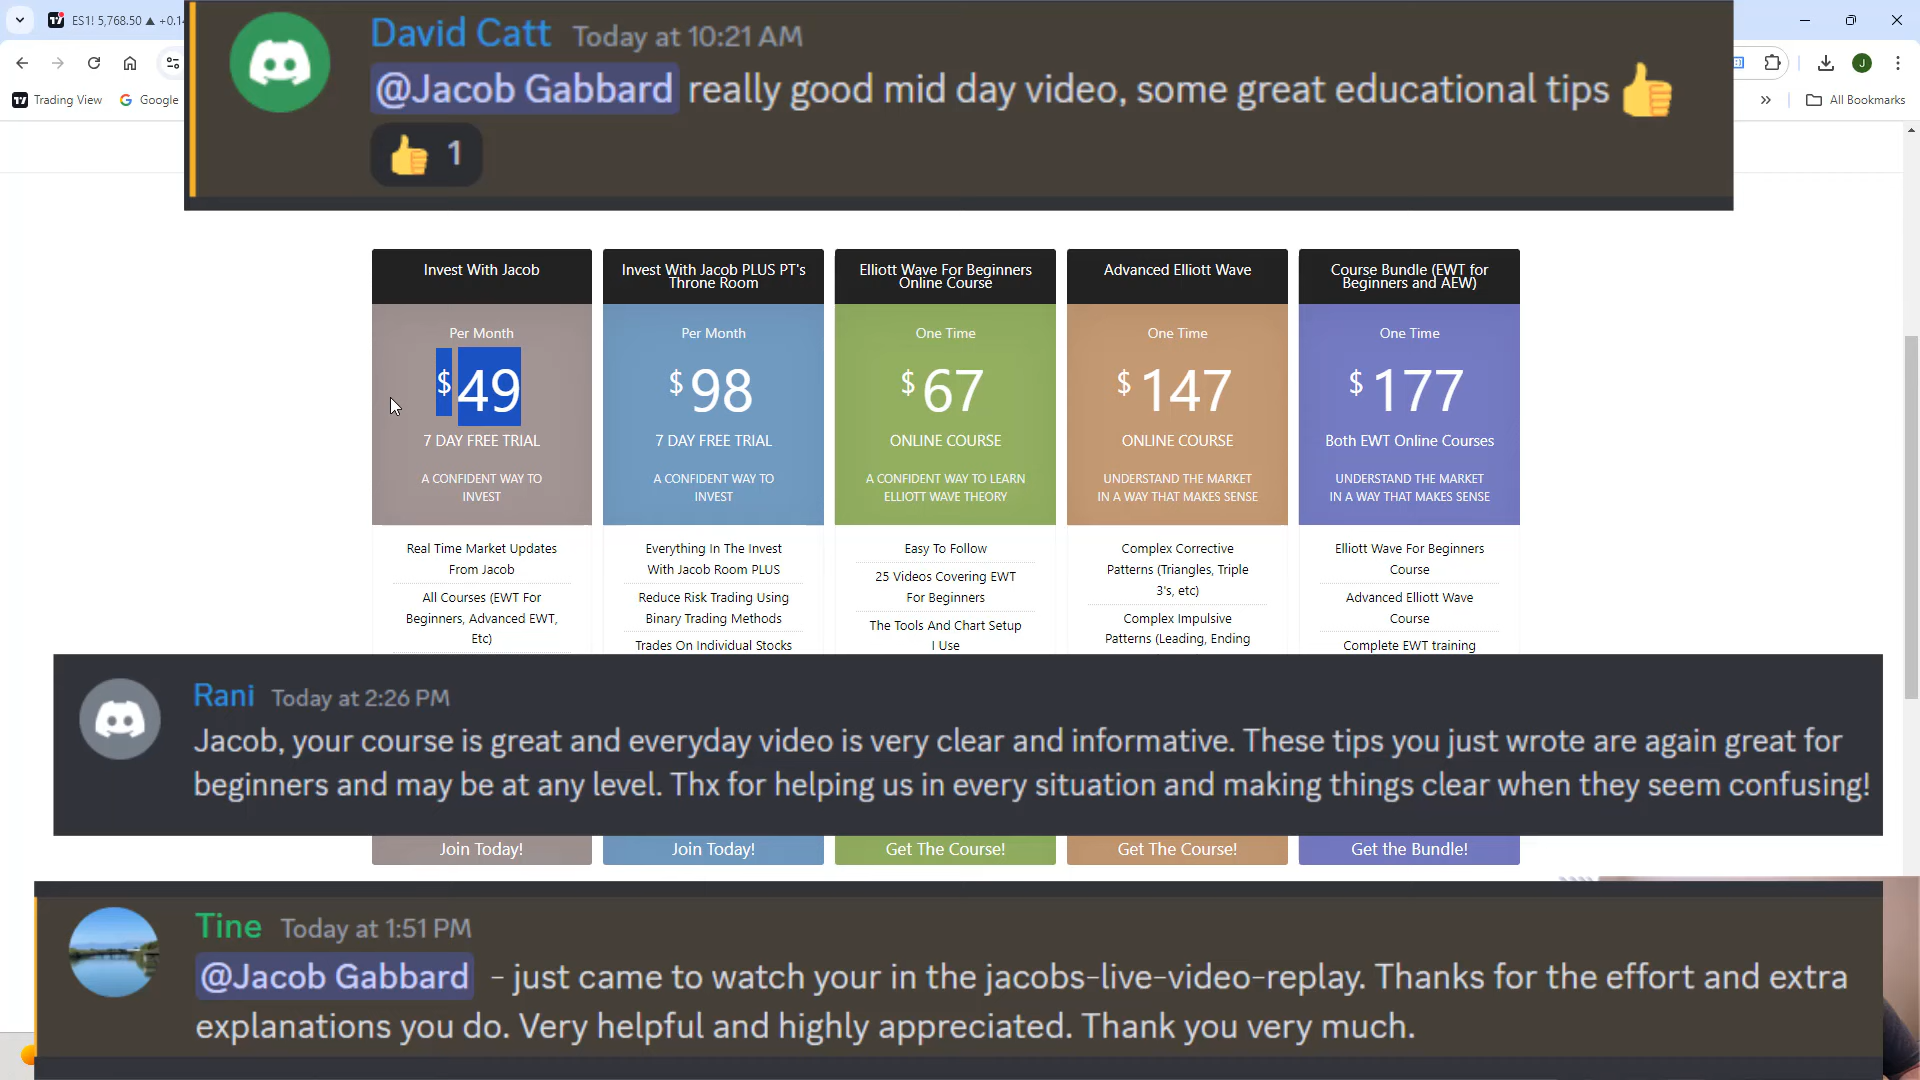 ES1! 5,768.50 ▲ +0.1
David Catt Today at 10:21 AM
@Jacob Gabbard really good mid day video, some great educational tips 👍
👍 1
Trading View
Google
All Bookmarks
J
Invest With Jacob
Per Month
$49
7 DAY FREE TRIAL
A CONFIDENT WAY TO
INVEST
Real Time Market Updates
From Jacob
All Courses (EWT For
Beginners, Advanced EWT,
Etc)
Invest With Jacob PLUS PT's
Throne Room
Per Month
$98
7 DAY FREE TRIAL
A CONFIDENT WAY TO
INVEST
Everything In The Invest
With Jacob Room PLUS
Reduce Risk Trading Using
Binary Trading Methods
Trades On Individual Stocks
Elliott Wave For Beginners
Online Course
One Time
$67
ONLINE COURSE
A CONFIDENT WAY TO LEARN
ELLIOTT WAVE THEORY
Easy To Follow
25 Videos Covering EWT
For Beginners
The Tools And Chart Setup
I Use
Advanced Elliott Wave
One Time
$147
ONLINE COURSE
UNDERSTAND THE MARKET
IN A WAY THAT MAKES SENSE
Complex Corrective
Patterns (Triangles, Triple
3's, etc)
Complex Impulsive
Patterns (Leading, Ending
Course Bundle (EWT for
Beginners and AEW)
One Time
$177
Both EWT Online Courses
UNDERSTAND THE MARKET
IN A WAY THAT MAKES SENSE
Elliott Wave For Beginners
Course
Advanced Elliott Wave
Course
Complete EWT training
Rani Today at 2:26 PM
Jacob, your course is great and everyday video is very clear and informative. These tips you just wrote are again great for
beginners and may be at any level. Thx for helping us in every situation and making things clear when they seem confusing!
Join Today!
Join Today!
Get The Course!
Get The Course!
Get the Bundle!
Tine Today at 1:51 PM
@Jacob Gabbard - just came to watch your in the jacobs-live-video-replay. Thanks for the effort and extra
explanations you do. Very helpful and highly appreciated. Thank you very much.